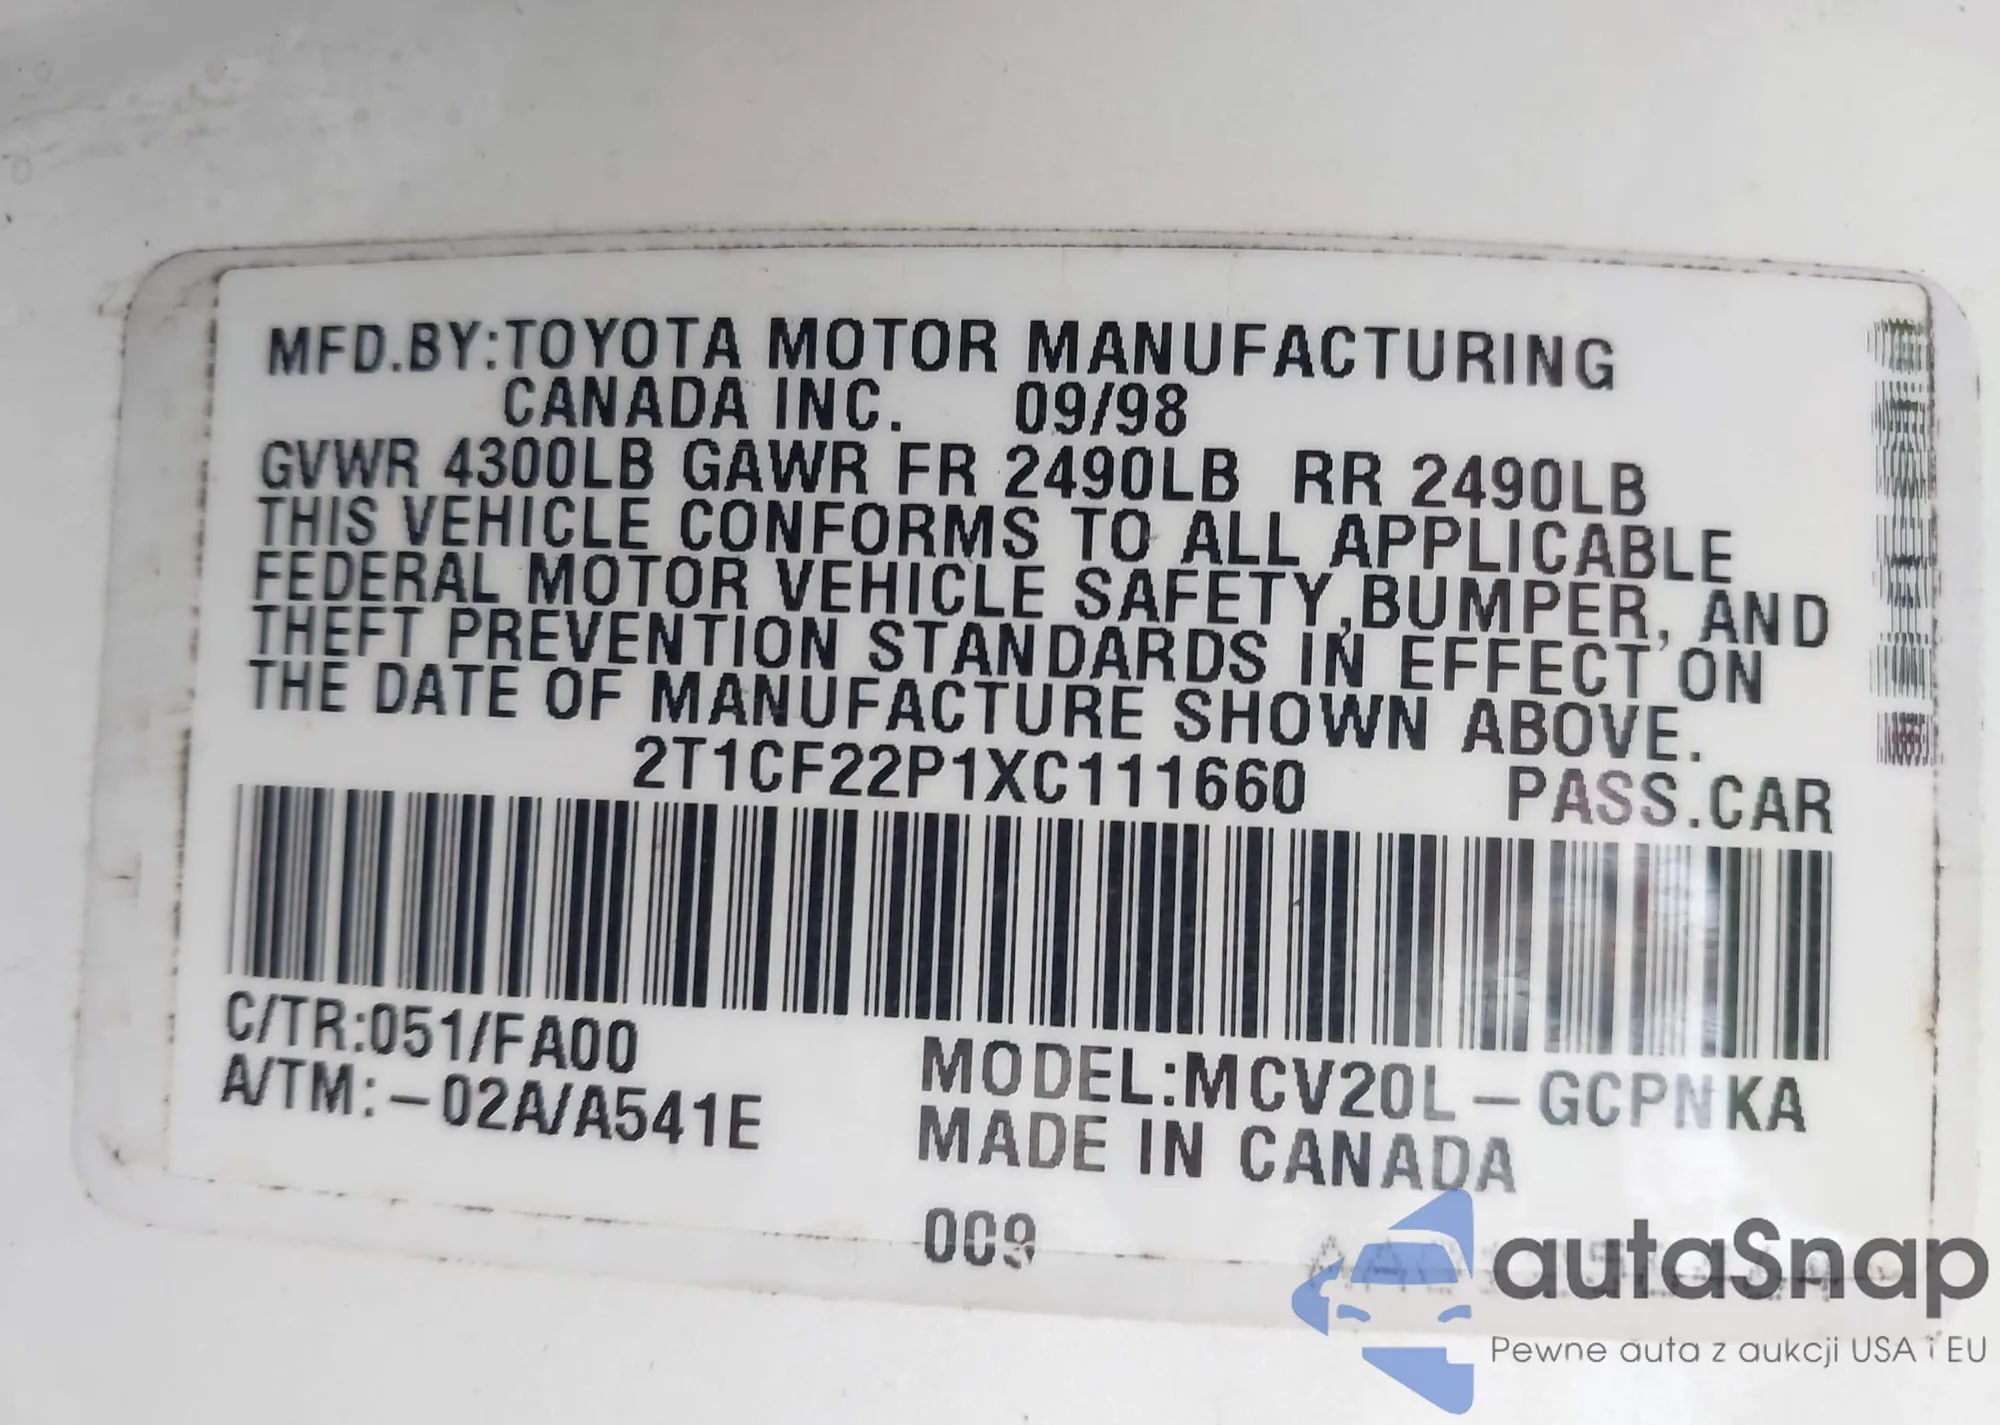 MFD.BY:TOYOTA MOTOR MANUFACTURING
CANADA INC. 09/98
GVWR 4300LB GAWR FR 2490LB RR 2490LB
THIS VEHICLE CONFORMS TO ALL APPLICABLE
FEDERAL MOTOR VEHICLE SAFETY,BUMPER, AND
THEFT PREVENTION STANDARDS IN EFFECT ON
THE DATE OF MANUFACTURE SHOWN ABOVE.
2T1CF22P1XC111660 PASS.CAR
C/TR:051/FA00
A/TM:-02A/A541E
MODEL:MCV20L-GCPNKA
MADE IN CANADA
0C9
autaSnap
Pewne auta z aukcji USA i EU